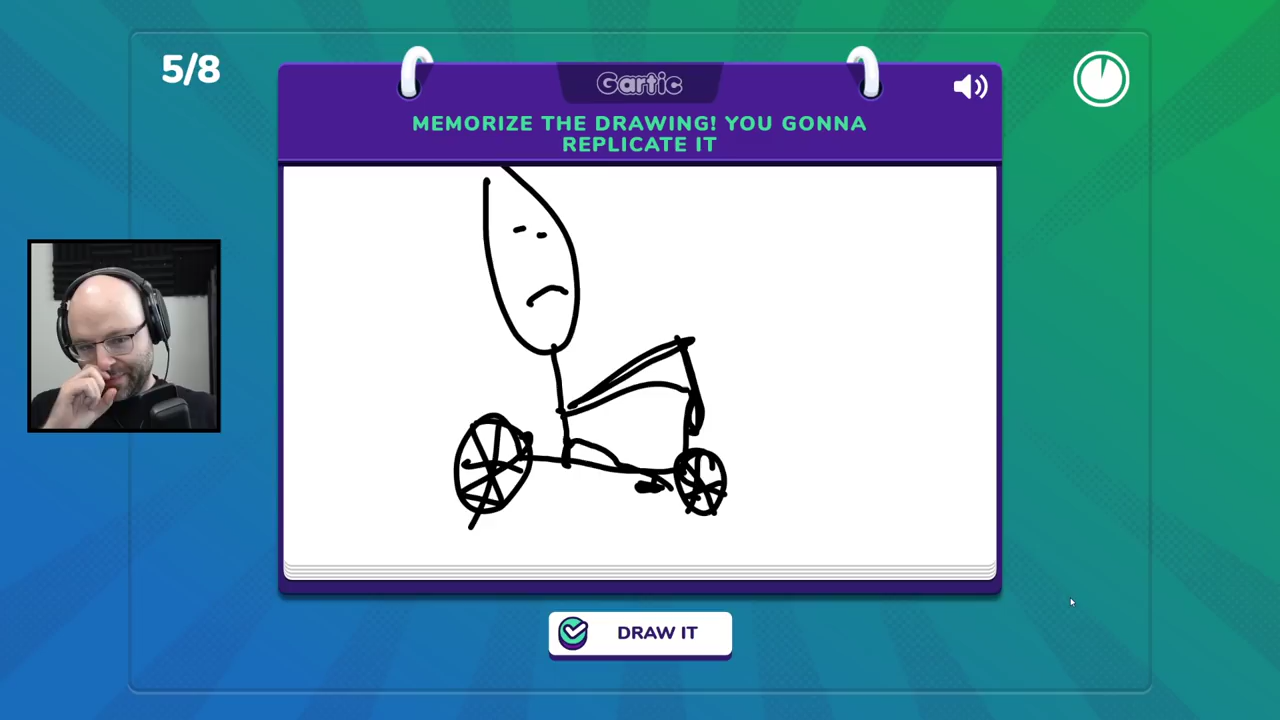 5/8
Gartic
MEMORIZE THE DRAWING! YOU GONNA
REPLICATE IT
DRAW IT